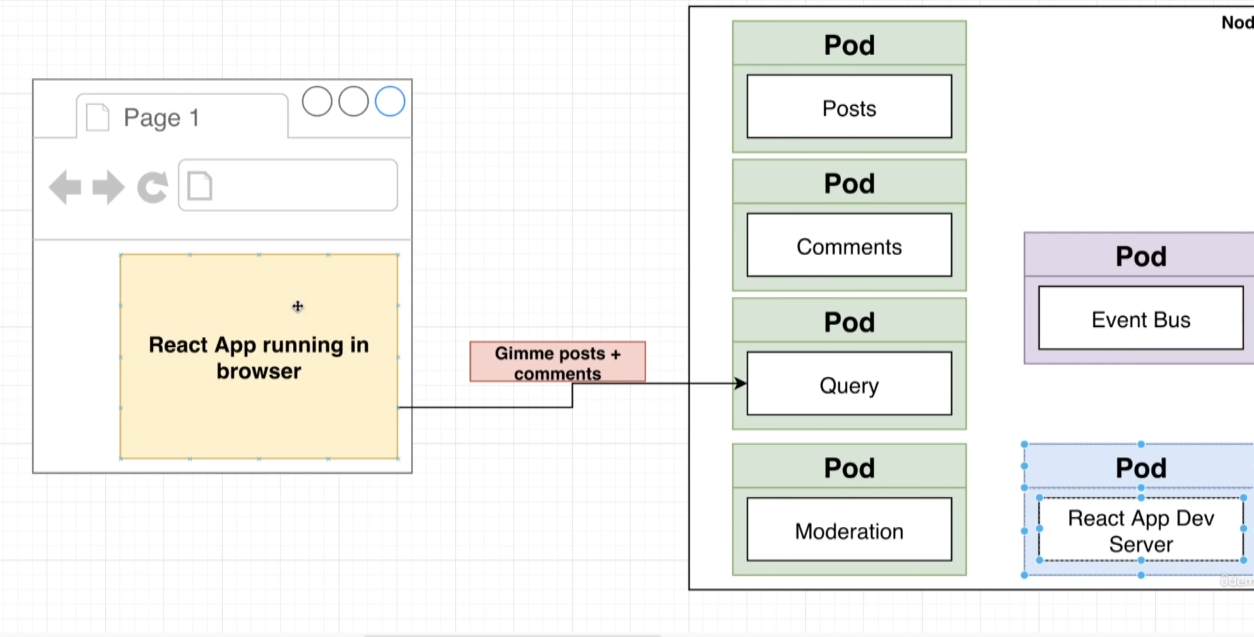 Nod
Page 1
React App running in
browser
Gimme posts +
comments
Pod
Posts
Pod
Comments
Pod
Query
Pod
Moderation
Pod
Event Bus
Pod
React App Dev
Server
ûdem